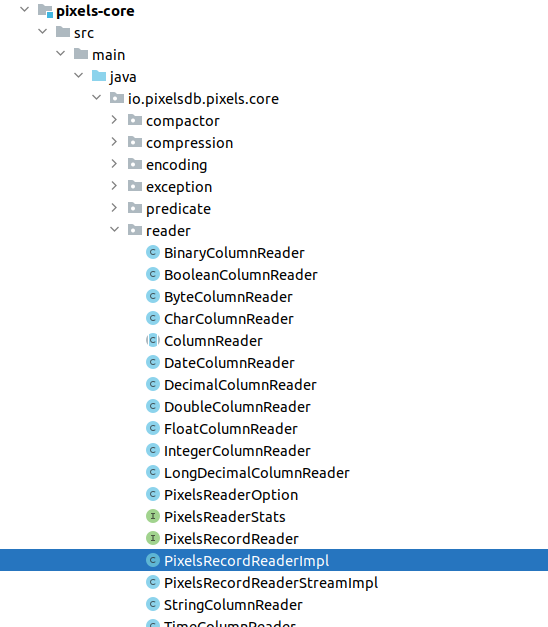 pixels-core
src
main
java
io.pixelsdb.pixels.core
compactor
compression
encoding
exception
predicate
reader
BinaryColumnReader
BooleanColumnReader
ByteColumnReader
CharColumnReader
ColumnReader
DateColumnReader
DecimalColumnReader
DoubleColumnReader
FloatColumnReader
IntegerColumnReader
LongDecimalColumnReader
PixelsReaderOption
PixelsReaderStats
PixelsRecordReader
PixelsRecordReaderImpl
PixelsRecordReaderStreamImpl
StringColumnReader
TimeColumnReader